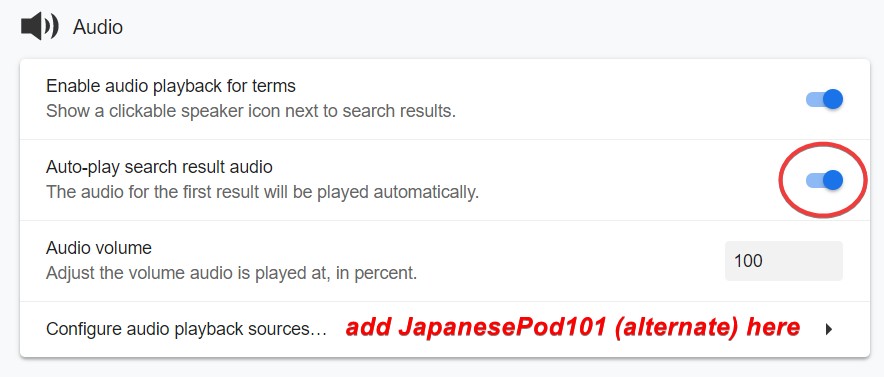 Audio
Enable audio playback for terms
Show a clickable speaker icon next to search results.
Auto-play search result audio
The audio for the first result will be played automatically.
Audio volume
Adjust the volume audio is played at, in percent.
100
Configure audio playback sources… add JapanesePod101 (alternate) here